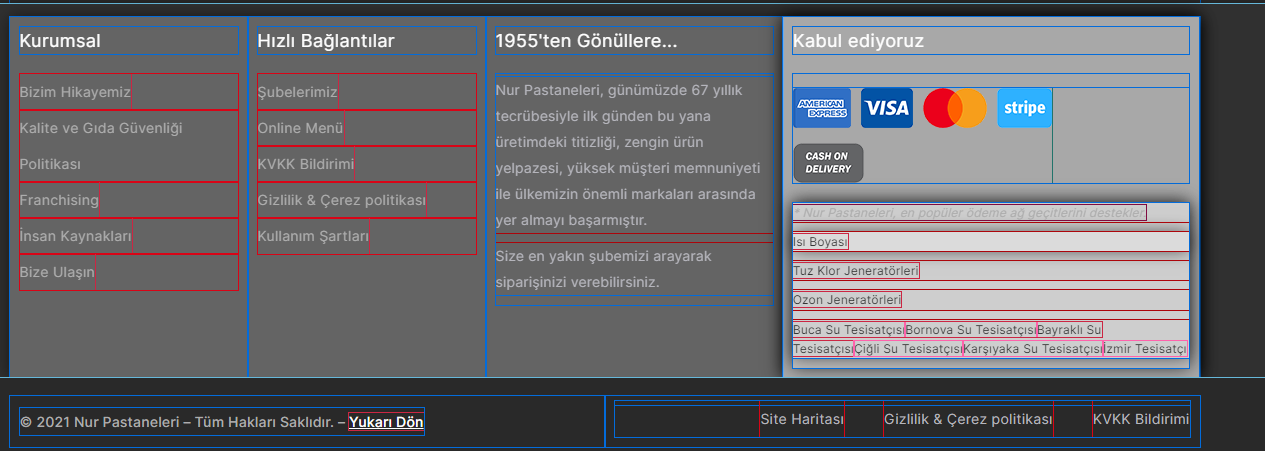 Kurumsal
Bizim Hikayemiz
Kalite ve Gıda Güvenliği
Politikası
Franchising
İnsan Kaynakları
Bize Ulaşın
Hızlı Bağlantılar
Şubelerimiz
Online Menü
KVKK Bildirimi
Gizlilik & Çerez politikası
Kullanım Şartları
1955'ten Gönüllere...
Nur Pastaneleri, günümüzde 67 yıllık
tecrübesiyle ilk günden bu yana
üretimdeki titizliği, zengin ürün
yelpazesi, yüksek müşteri memnuniyeti
ile ülkemizin önemli markaları arasında
yer almayı başarmıştır.
Size en yakın şubemizi arayarak
siparişinizi verebilirsiniz.
Kabul ediyoruz
AMERICAN
EXPRESS
VISA
stripe
CASH ON
DELIVERY
* Nur Pastaneleri, en popüler ödeme ağ geçitlerini destekler.
Isı Boyası
Tuz Klor Jeneratörleri
Ozon Jeneratörleri
Buca Su Tesisatçısı Bornova Su Tesisatçısı Bayraklı Su
Tesisatçısı Çiğli Su Tesisatçısı Karşıyaka Su Tesisatçısı İzmir Tesisatçı
© 2021 Nur Pastaneleri – Tüm Hakları Saklıdır. – Yukarı Dön
Site Haritası
Gizlilik & Çerez politikası
KVKK Bildirimi